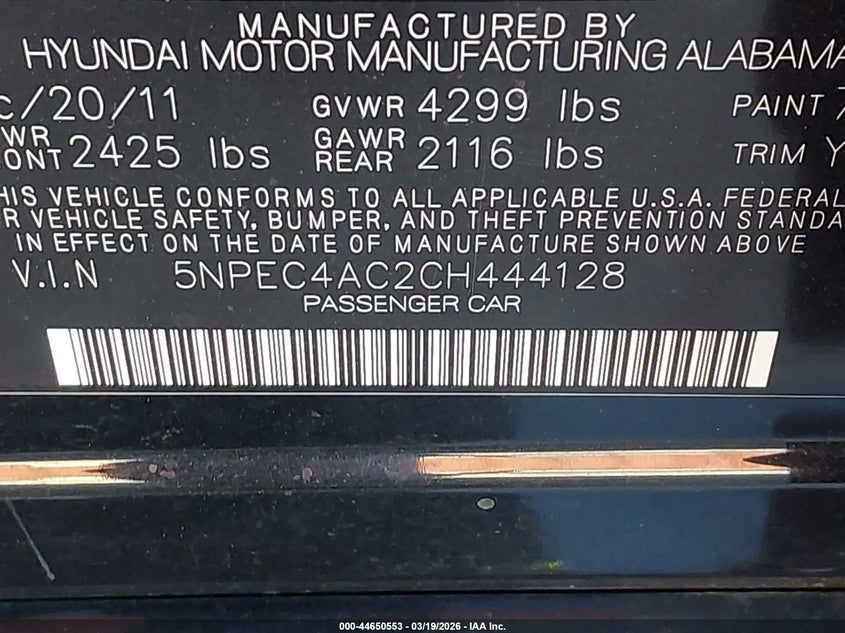 MANUFACTURED BY
HYUNDAI MOTOR MANUFACTURING ALABAMA
c/20/11 GVWR 4299 lbs PAINT 7
WR ONT 2425 lbs GAWR REAR 2116 lbs TRIM Y
HIS VEHICLE CONFORMS TO ALL APPLICABLE U.S.A. FEDERAL
R VEHICLE SAFETY, BUMPER, AND THEFT PREVENTION STANDA
IN EFFECT ON THE DATE OF MANUFACTURE SHOWN ABOVE
V.I.N 5NPEC4AC2CH444128
PASSENGER CAR
000-44650553 - 03/19/2026 - IAA Inc.